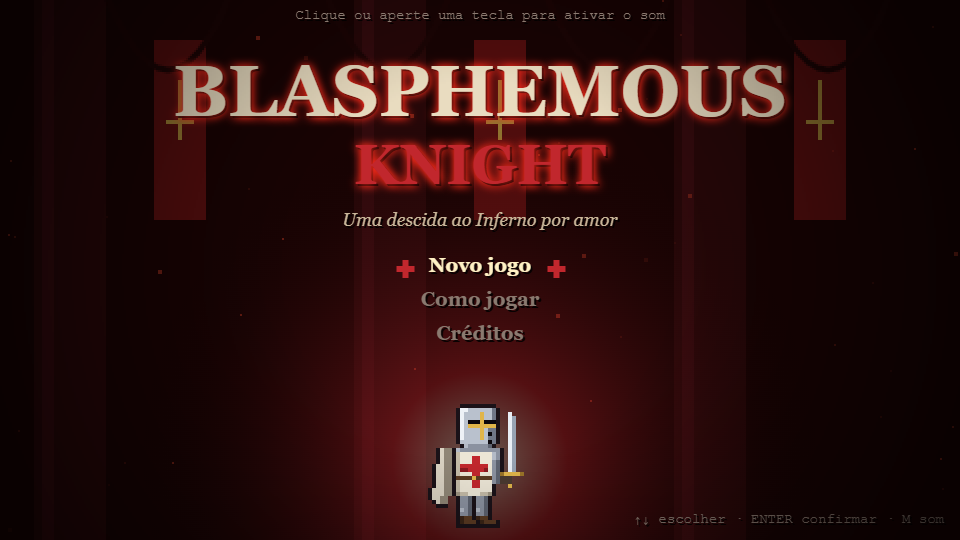 Clique ou aperte uma tecla para ativar o som
BLASPHEMOUS
KNIGHT
Uma descida ao Inferno por amor
Novo jogo
Como jogar
Créditos
↑↓ escolher · ENTER confirmar · M som